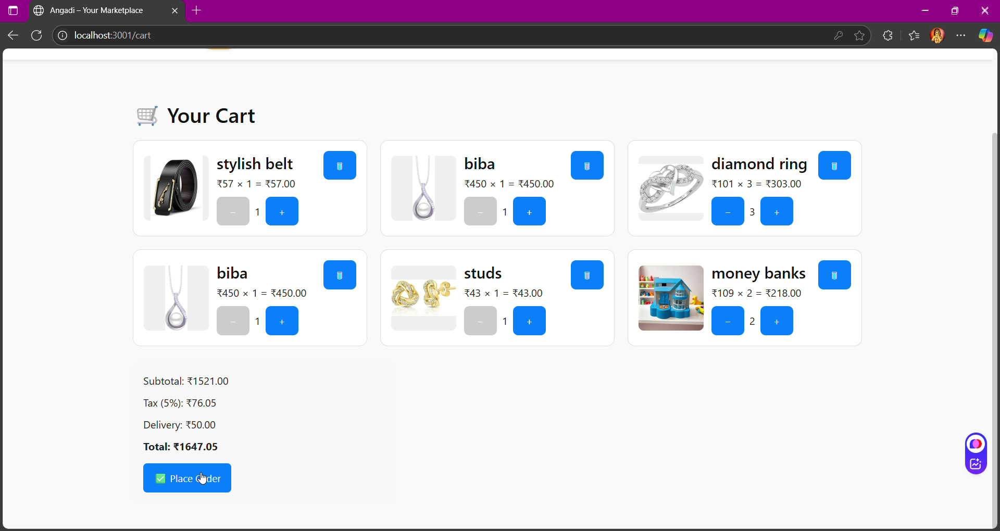 Angadi – Your Marketplace
localhost:3001/cart
Your Cart
stylish belt
₹57 × 1 = ₹57.00
– 1 +
biba
₹450 × 1 = ₹450.00
– 1 +
diamond ring
₹101 × 3 = ₹303.00
– 3 +
biba
₹450 × 1 = ₹450.00
– 1 +
studs
₹43 × 1 = ₹43.00
– 1 +
money banks
₹109 × 2 = ₹218.00
– 2 +
Subtotal: ₹1521.00
Tax (5%): ₹76.05
Delivery: ₹50.00
Total: ₹1647.05
Place Order